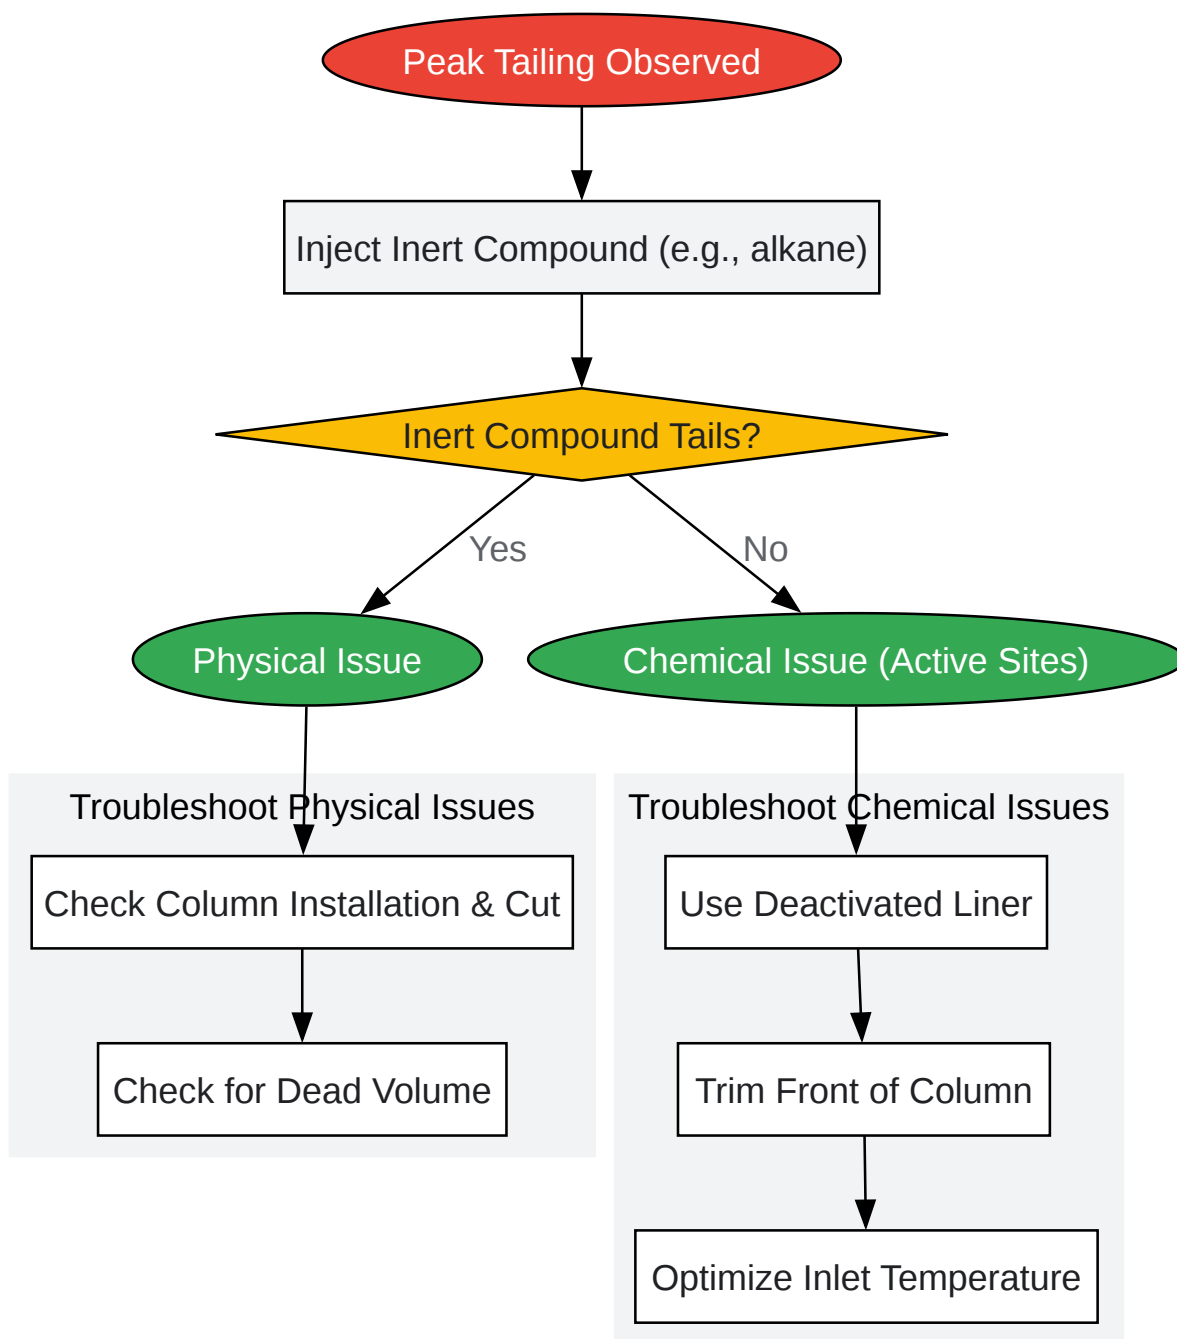 Peak Tailing Observed
Inject Inert Compound (e.g., alkane)
Inert Compound Tails?
Yes
No
Physical Issue
Chemical Issue (Active Sites)
Troubleshoot Physical Issues
Check Column Installation & Cut
Check for Dead Volume
Troubleshoot Chemical Issues
Use Deactivated Liner
Trim Front of Column
Optimize Inlet Temperature